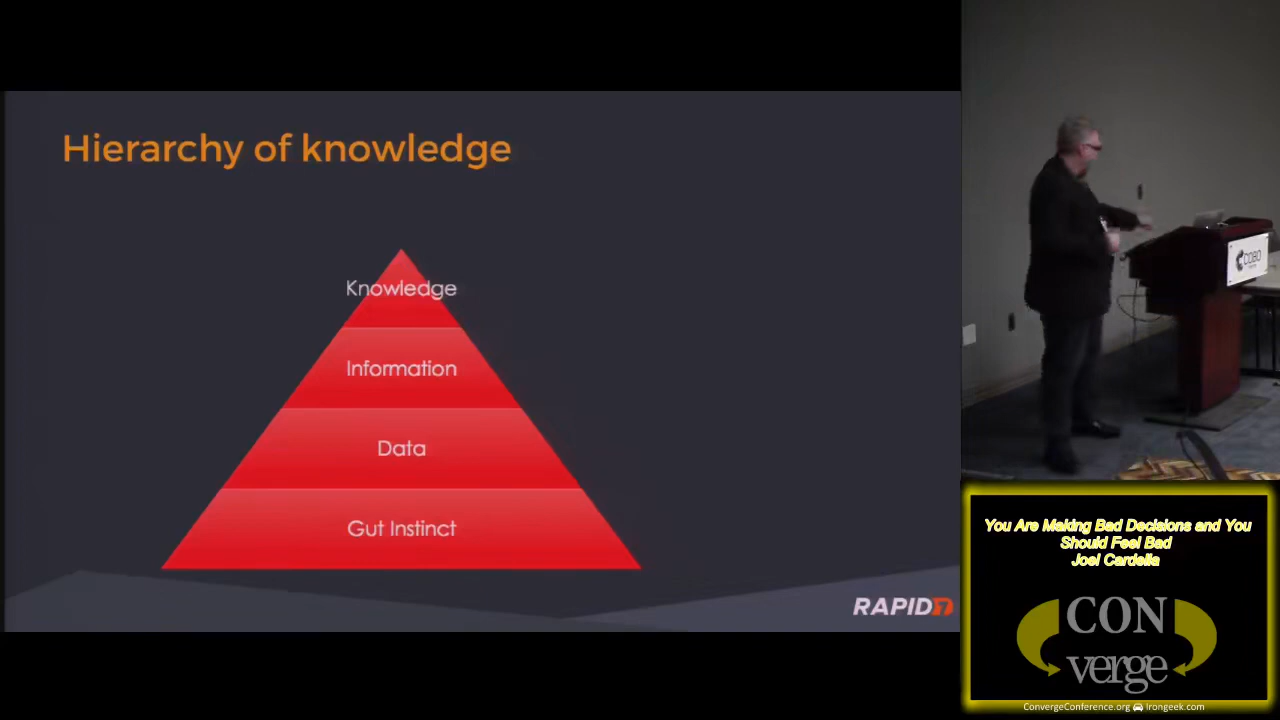 Hierarchy of knowledge
Knowledge
Information
Data
Gut Instinct
RAPID7
COBO
You Are Making Bad Decisions and You
Should Feel Bad
Joel Cardella
CON
verge
ConvergeConference.org Irongeek.com